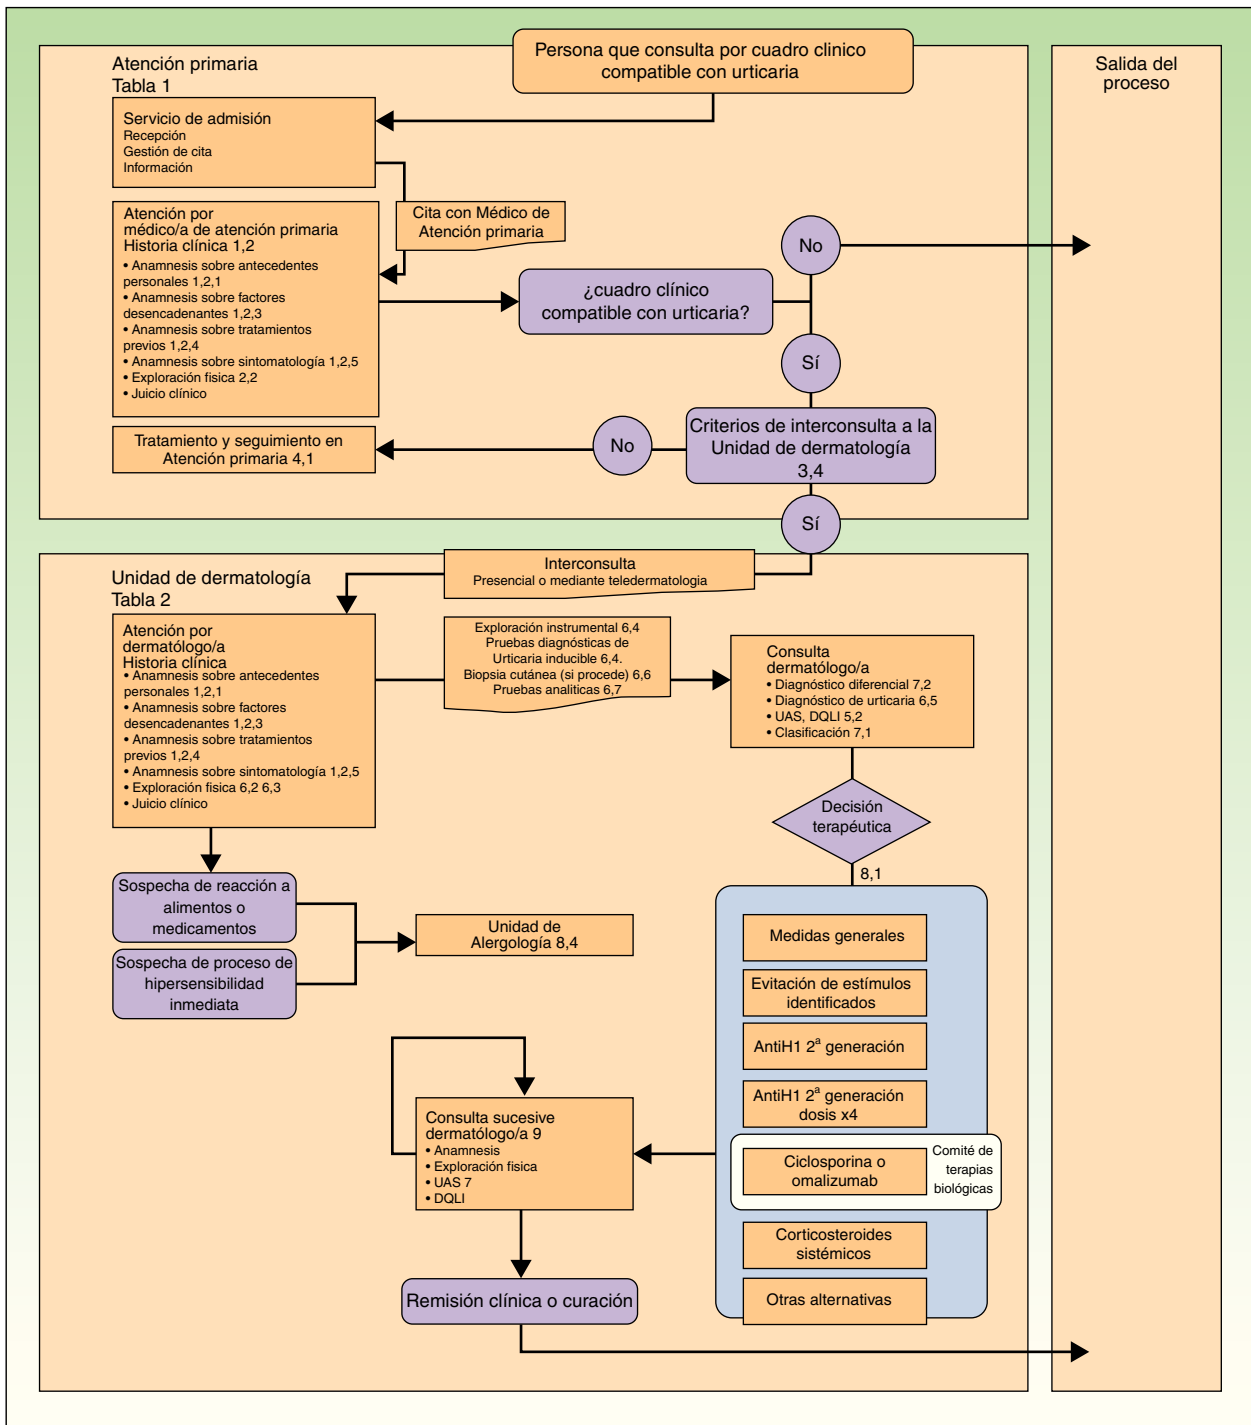 Persona que consulta por cuadro clinico
compatible con urticaria
Salida del
proceso
Atención primaria
Tabla 1
Servicio de admisión
Recepción
Gestión de cita
Información
Cita con Médico de
Atención primaria
Atención por
médico/a de atención primaria
Historia clínica 1,2
• Anamnesis sobre antecedentes
personales 1,2,1
• Anamnesis sobre factores
desencadenantes 1,2,3
• Anamnesis sobre tratamientos
previos 1,2,4
• Anamnesis sobre sintomatología 1,2,5
• Exploración fisica 2,2
• Juicio clínico
¿cuadro clínico
compatible con urticaria?
No
Sí
Criterios de interconsulta a la
Unidad de dermatología
3,4
No
Tratamiento y seguimiento en
Atención primaria 4,1
Sí
Unidad de dermatología
Tabla 2
Interconsulta
Presencial o mediante teledermatologia
Atención por
dermatólogo/a
Historia clínica
• Anamnesis sobre antecedentes
personales 1,2,1
• Anamnesis sobre factores
desencadenantes 1,2,3
• Anamnesis sobre tratamientos
previos 1,2,4
• Anamnesis sobre sintomatología 1,2,5
• Exploración fisica 6,2 6,3
• Juicio clínico
Exploración instrumental 6,4
Pruebas diagnósticas de
Urticaria inducible 6,4.
Biopsia cutánea (si procede) 6,6
Pruebas analiticas 6,7
Consulta
dermatólogo/a
• Diagnóstico diferencial 7,2
• Diagnóstico de urticaria 6,5
• UAS, DQLI 5,2
• Clasificación 7,1
Decisión
terapéutica
8,1
Sospecha de reacción a
alimentos o
medicamentos
Sospecha de proceso de
hipersensibilidad
inmediata
Unidad de
Alergología 8,4
Medidas generales
Evitación de estímulos
identificados
AntiH1 2ª generación
AntiH1 2ª generación
dosis x4
Ciclosporina o
omalizumab
Comité de
terapias
biológicas
Corticosteroides
sistémicos
Otras alternativas
Consulta sucesive
dermatólogo/a 9
• Anamnesis
• Exploración fisica
• UAS 7
• DQLI
Remisión clínica o curación